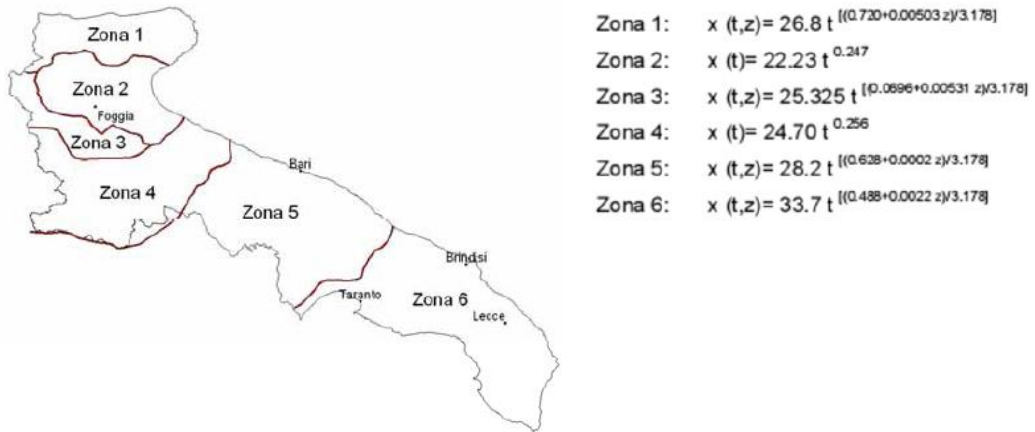 Zona 1
Zona 2
Foggia
Zona 3
Zona 4
Bari
Zona 5
Brindisi
Taranto
Zona 6
Lecce
Zona 1: x (t,z)= 26.8 t [(0.720+0.00503 z)/3.178]
Zona 2: x (t)= 22.23 t 0.247
Zona 3: x (t,z)= 25.325 t [(0.0696+0.00531 z)/3.178]
Zona 4: x (t)= 24.70 t 0.256
Zona 5: x (t,z)= 28.2 t [(0.628+0.0002 z)/3.178]
Zona 6: x (t,z)= 33.7 t [(0.488+0.0022 z)/3.178]